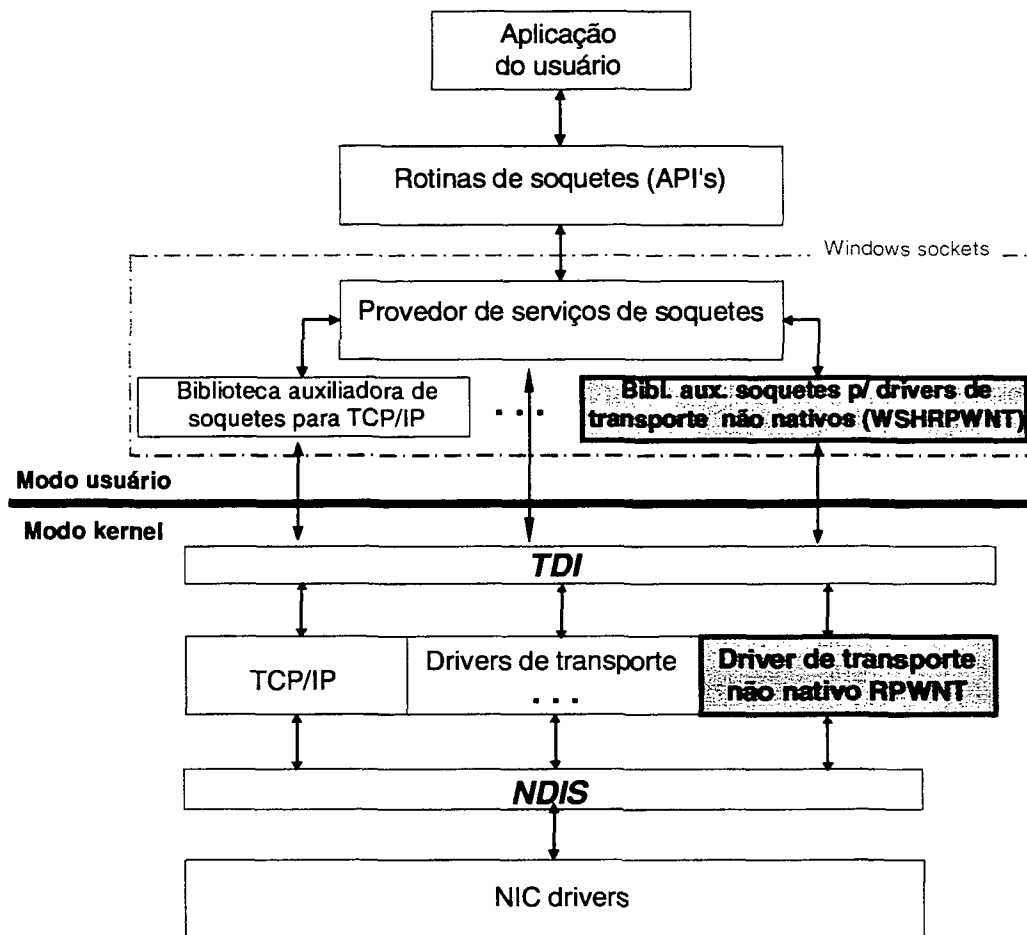 Aplicação
do usuário
Rotinas de soquetes (API's)
Windows sockets
Provedor de serviços de soquetes
Biblioteca auxiliadora de
soquetes para TCP/IP
...
Bibl. aux. soquetes p/ drivers de
transporte não nativos (WSHRPWNT)
Modo usuário
Modo kernel
TDI
TCP/IP
Drivers de transporte
...
Driver de transporte
não nativo RPWNT
NDIS
NIC drivers